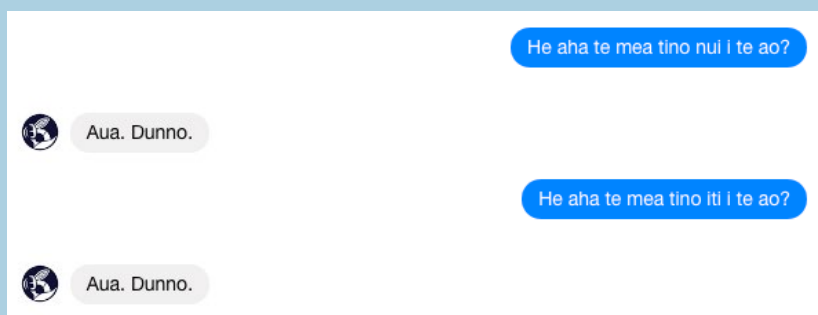 He aha te mea tino nui i te ao?
Aua. Dunno.
He aha te mea tino iti i te ao?
Aua. Dunno.